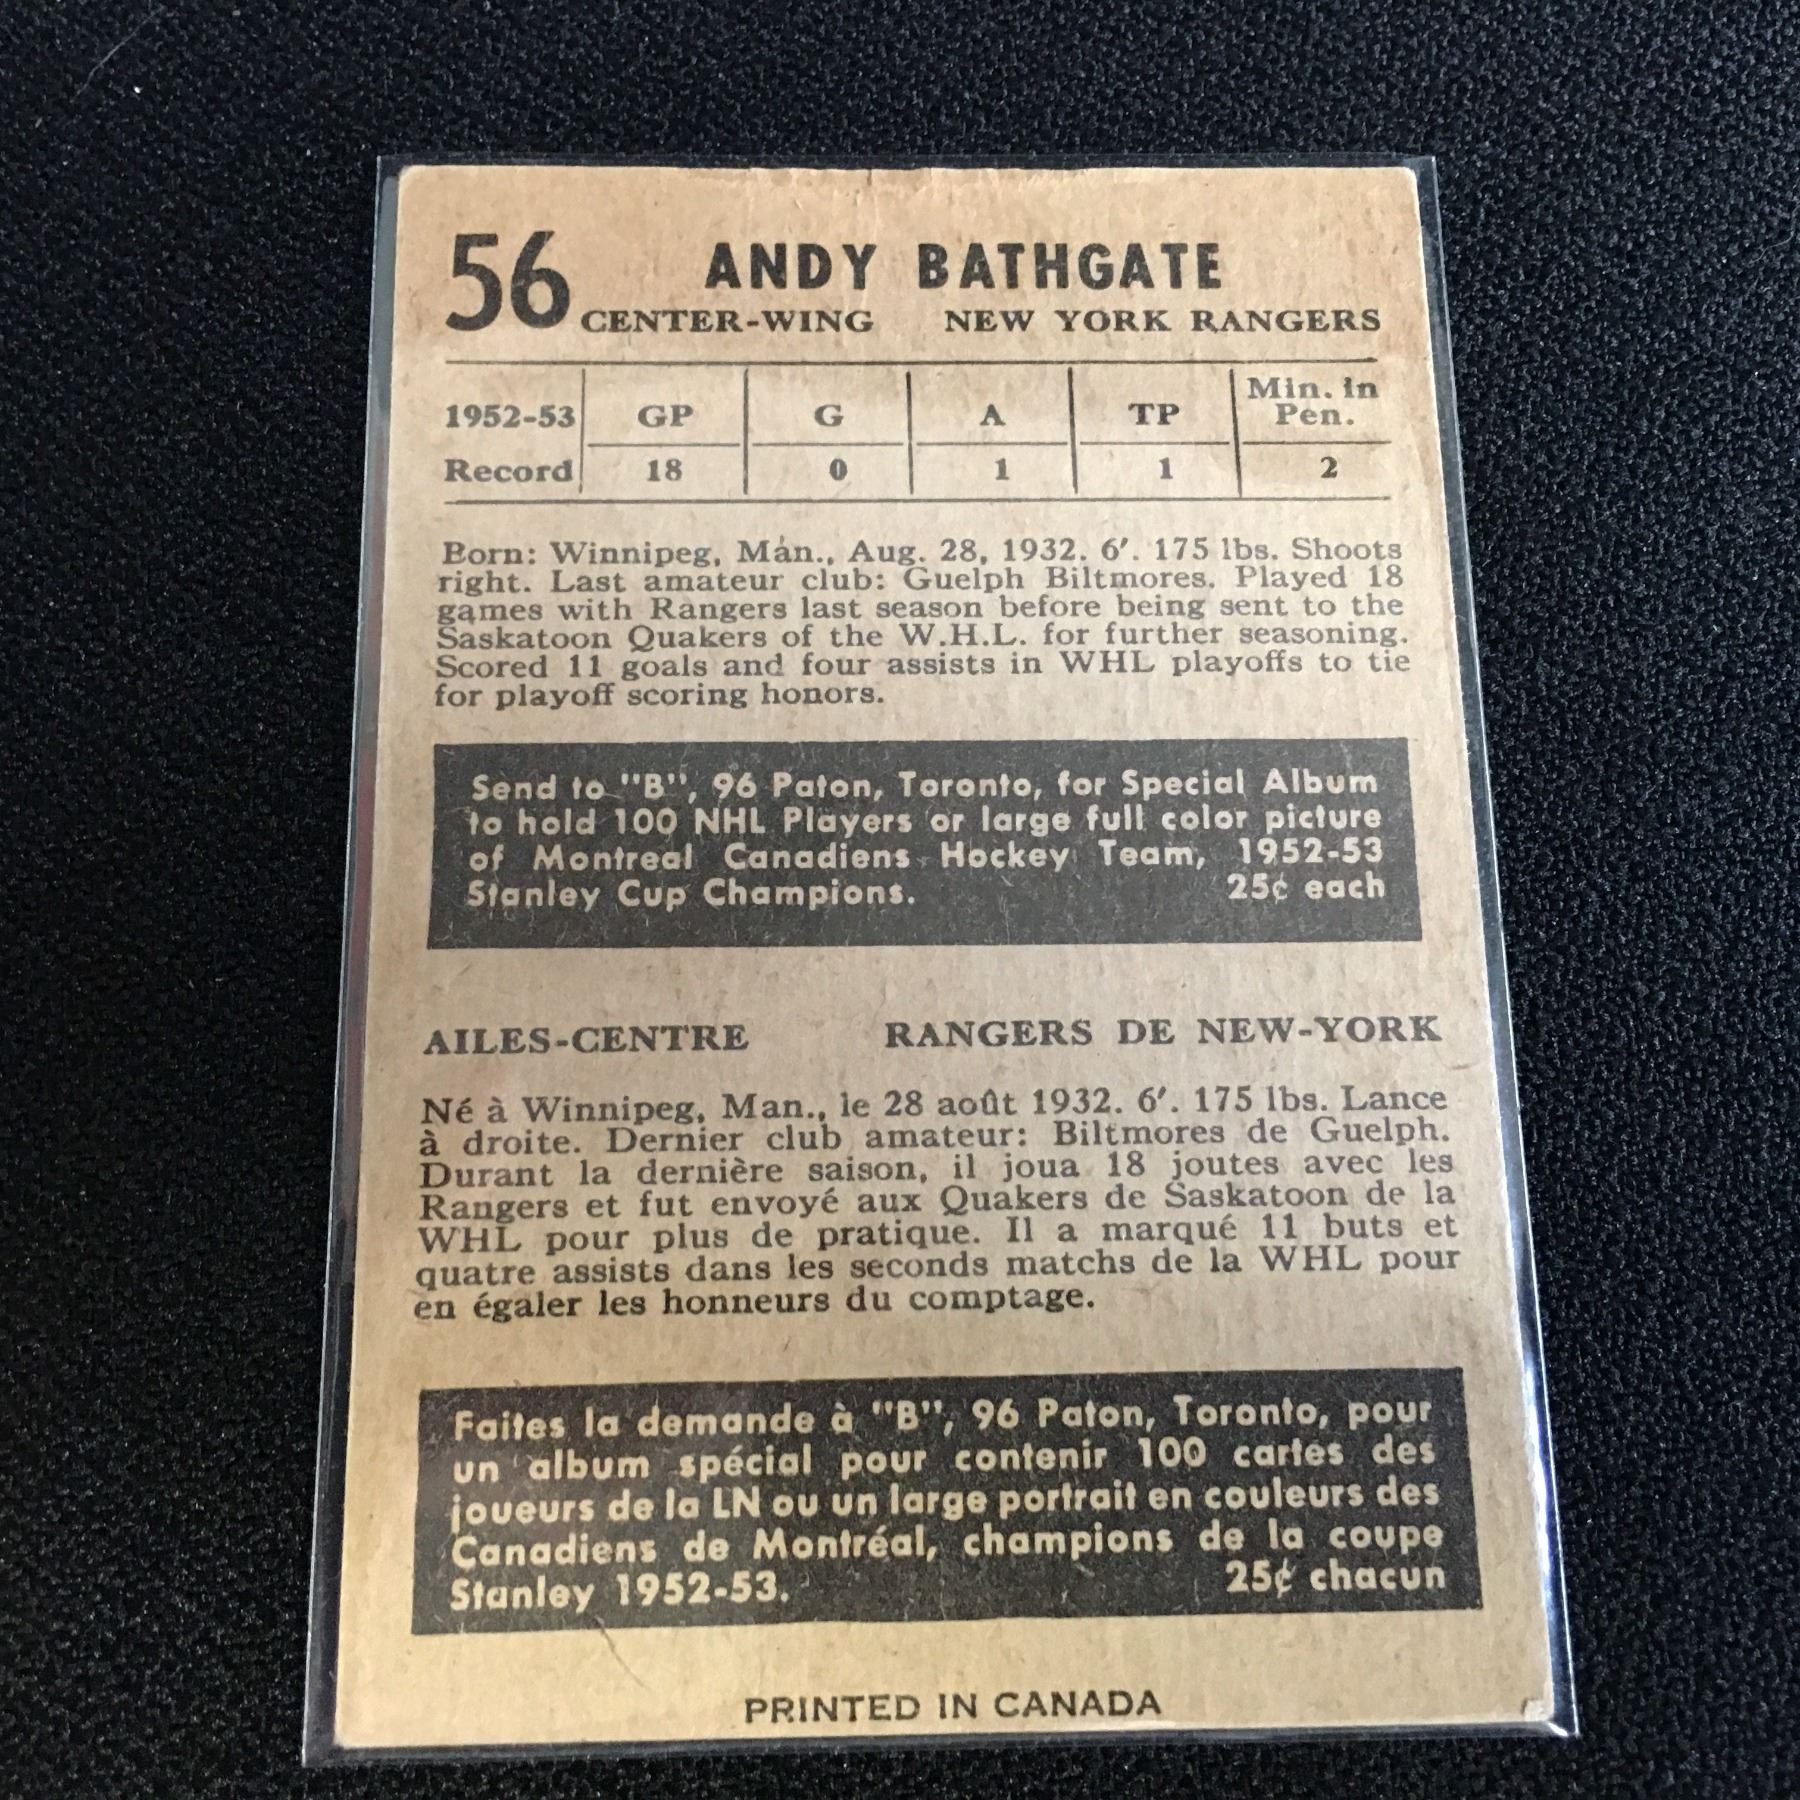 56 ANDY BATHGATE
CENTER-WING NEW YORK RANGERS
1952-53 GP G A TP Min. in Pen.
Record 18 0 1 1 2
Born: Winnipeg, Man., Aug. 28, 1932. 6'. 175 lbs. Shoots
right. Last amateur club: Guelph Biltmores. Played 18
games with Rangers last season before being sent to the
Saskatoon Quakers of the W.H.L. for further seasoning.
Scored 11 goals and four assists in WHL playoffs to tie
for playoff scoring honors.
Send to "B", 96 Paton, Toronto, for Special Album
to hold 100 NHL Players or large full color picture
of Montreal Canadiens Hockey Team, 1952-53
Stanley Cup Champions. 25¢ each
AILES-CENTRE RANGERS DE NEW-YORK
Né à Winnipeg, Man., le 28 août 1932. 6'. 175 lbs. Lance
à droite. Dernier club amateur: Biltmores de Guelph.
Durant la dernière saison, il joua 18 joutes avec les
Rangers et fut envoyé aux Quakers de Saskatoon de la
WHL pour plus de pratique. Il a marqué 11 buts et
quatre assists dans les seconds matchs de la WHL pour
en égaler les honneurs du comptage.
Faites la demande à "B", 96 Paton, Toronto, pour
un album spécial pour contenir 100 cartes des
joueurs de la LN ou un large portrait en couleurs des
Canadiens de Montréal, champions de la coupe
Stanley 1952-53. 25¢ chacun
PRINTED IN CANADA